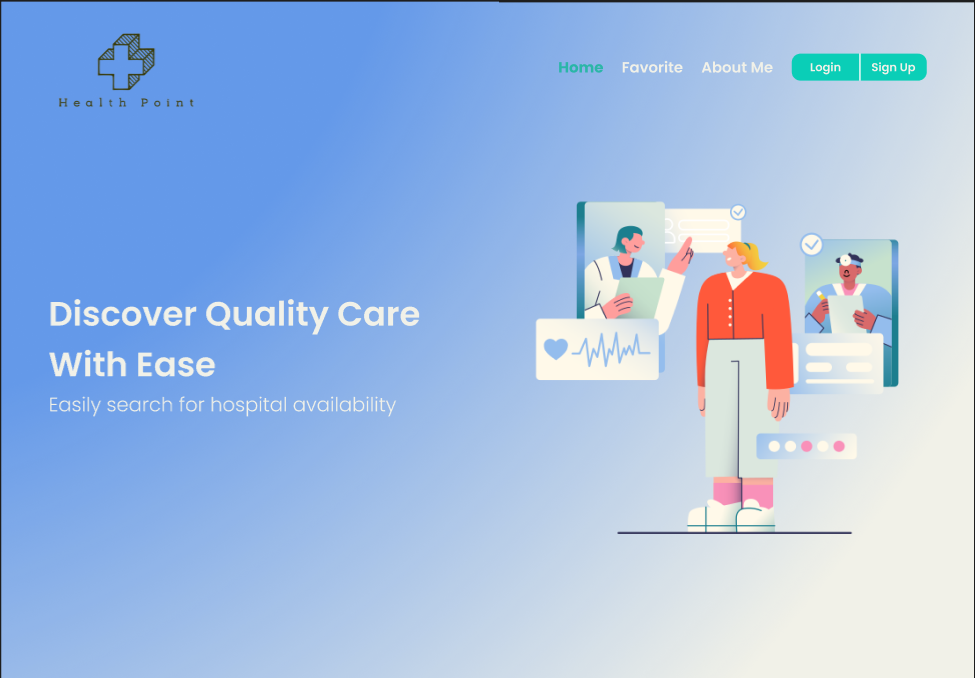 Health Point
Home Favorite About Me Login Sign Up
Discover Quality Care
With Ease
Easily search for hospital availability